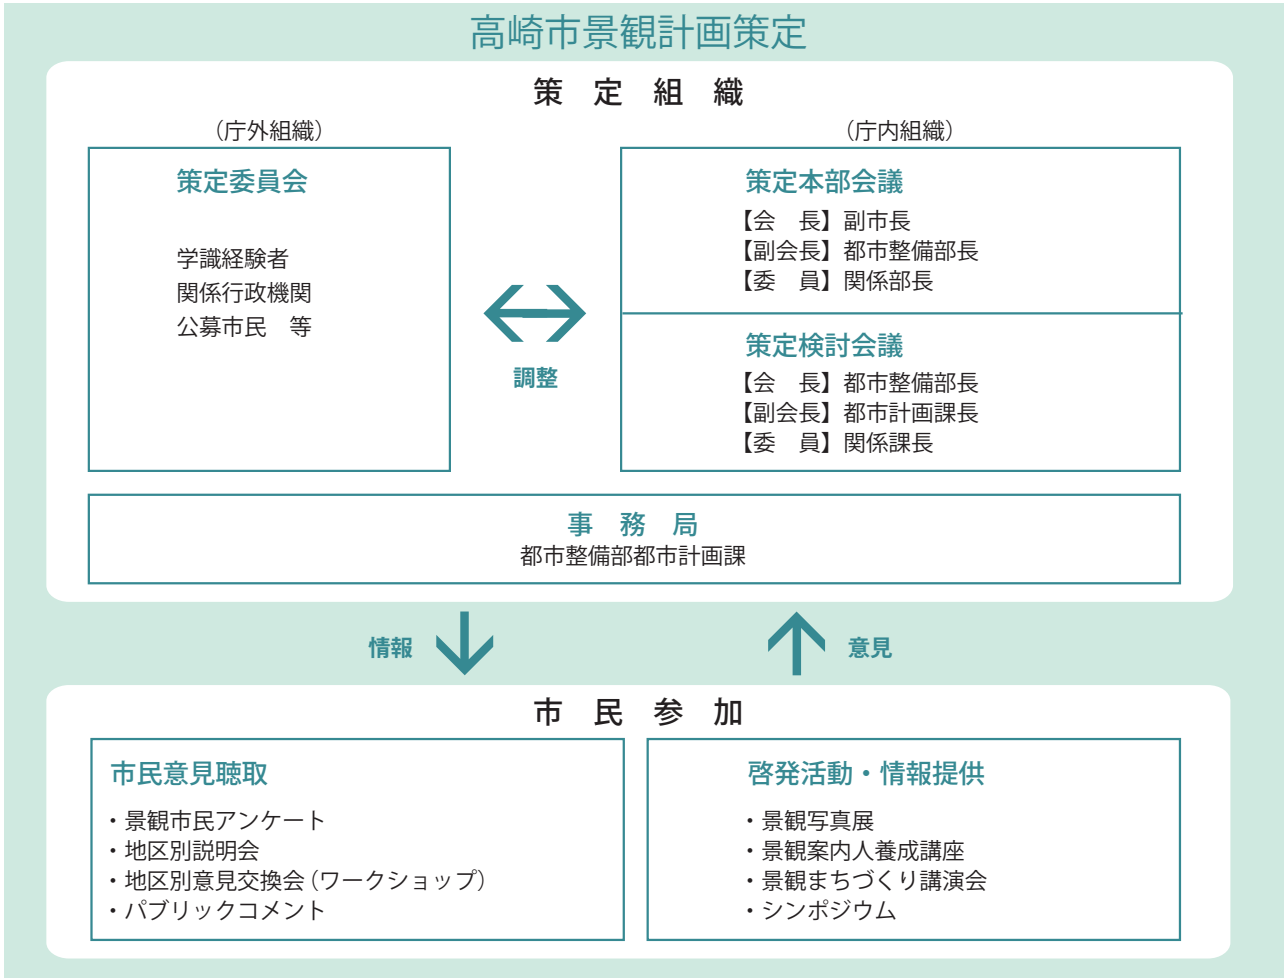 高崎市景観計画策定
策　定　組　織
（庁外組織）
策定委員会
学識経験者
関係行政機関
公募市民　等
調整
（庁内組織）
策定本部会議
【会　長】副市長
【副会長】都市整備部長
【委　員】関係部長
策定検討会議
【会　長】都市整備部長
【副会長】都市計画課長
【委　員】関係課長
事　務　局
都市整備部都市計画課
情報
意見
市　民　参　加
市民意見聴取
・景観市民アンケート
・地区別説明会
・地区別意見交換会（ワークショップ）
・パブリックコメント
啓発活動・情報提供
・景観写真展
・景観案内人養成講座
・景観まちづくり講演会
・シンポジウム